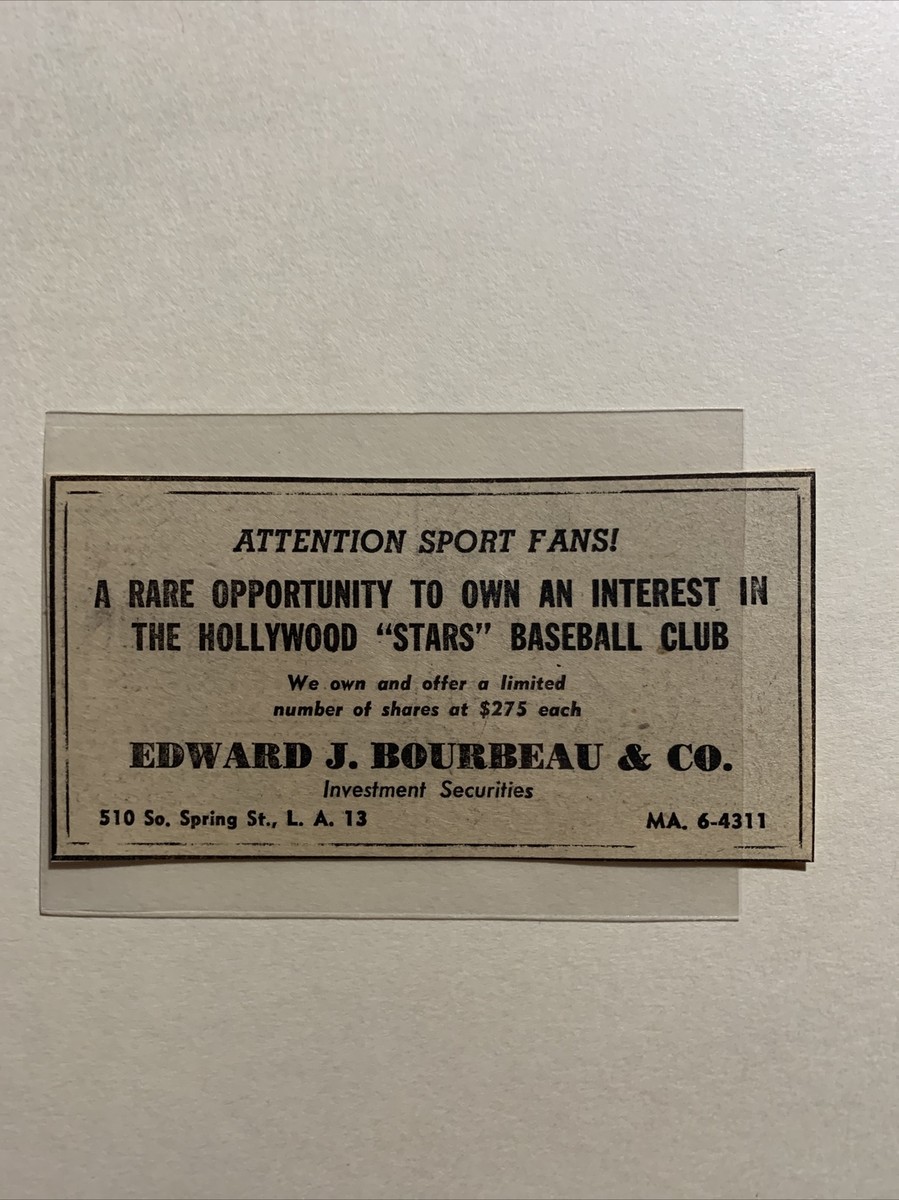 ATTENTION SPORT FANS!
A RARE OPPORTUNITY TO OWN AN INTEREST IN
THE HOLLYWOOD “STARS” BASEBALL CLUB
We own and offer a limited
number of shares at $275 each
EDWARD J. BOURBEAU & CO.
Investment Securities
510 So. Spring St., L. A. 13 MA. 6-4311